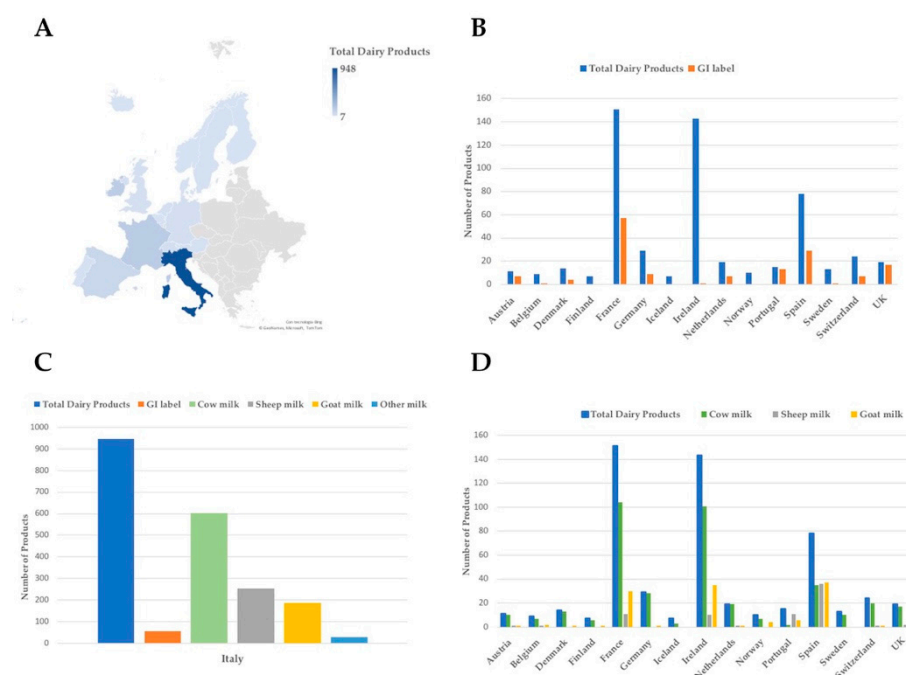 A
Total Dairy Products
948
7
© GeoNames, Microsoft, TomTom
B
Total Dairy Products GI label
Number of Products
160
140
120
100
80
60
40
20
0
Austria
Belgium
Denmark
Finland
France
Germany
Iceland
Ireland
Netherlands
Norway
Portugal
Spain
Sweden
Switzerland
UK
C
Total Dairy Products GI label Cow milk Sheep milk Goat milk Other milk
Number of Products
1000
900
800
700
600
500
400
300
200
100
0
Italy
D
Total Dairy Products Cow milk Sheep milk Goat milk
Number of Products
160
140
120
100
80
60
40
20
0
Austria
Belgium
Denmark
Finland
France
Germany
Iceland
Ireland
Netherlands
Norway
Portugal
Spain
Sweden
Switzerland
UK